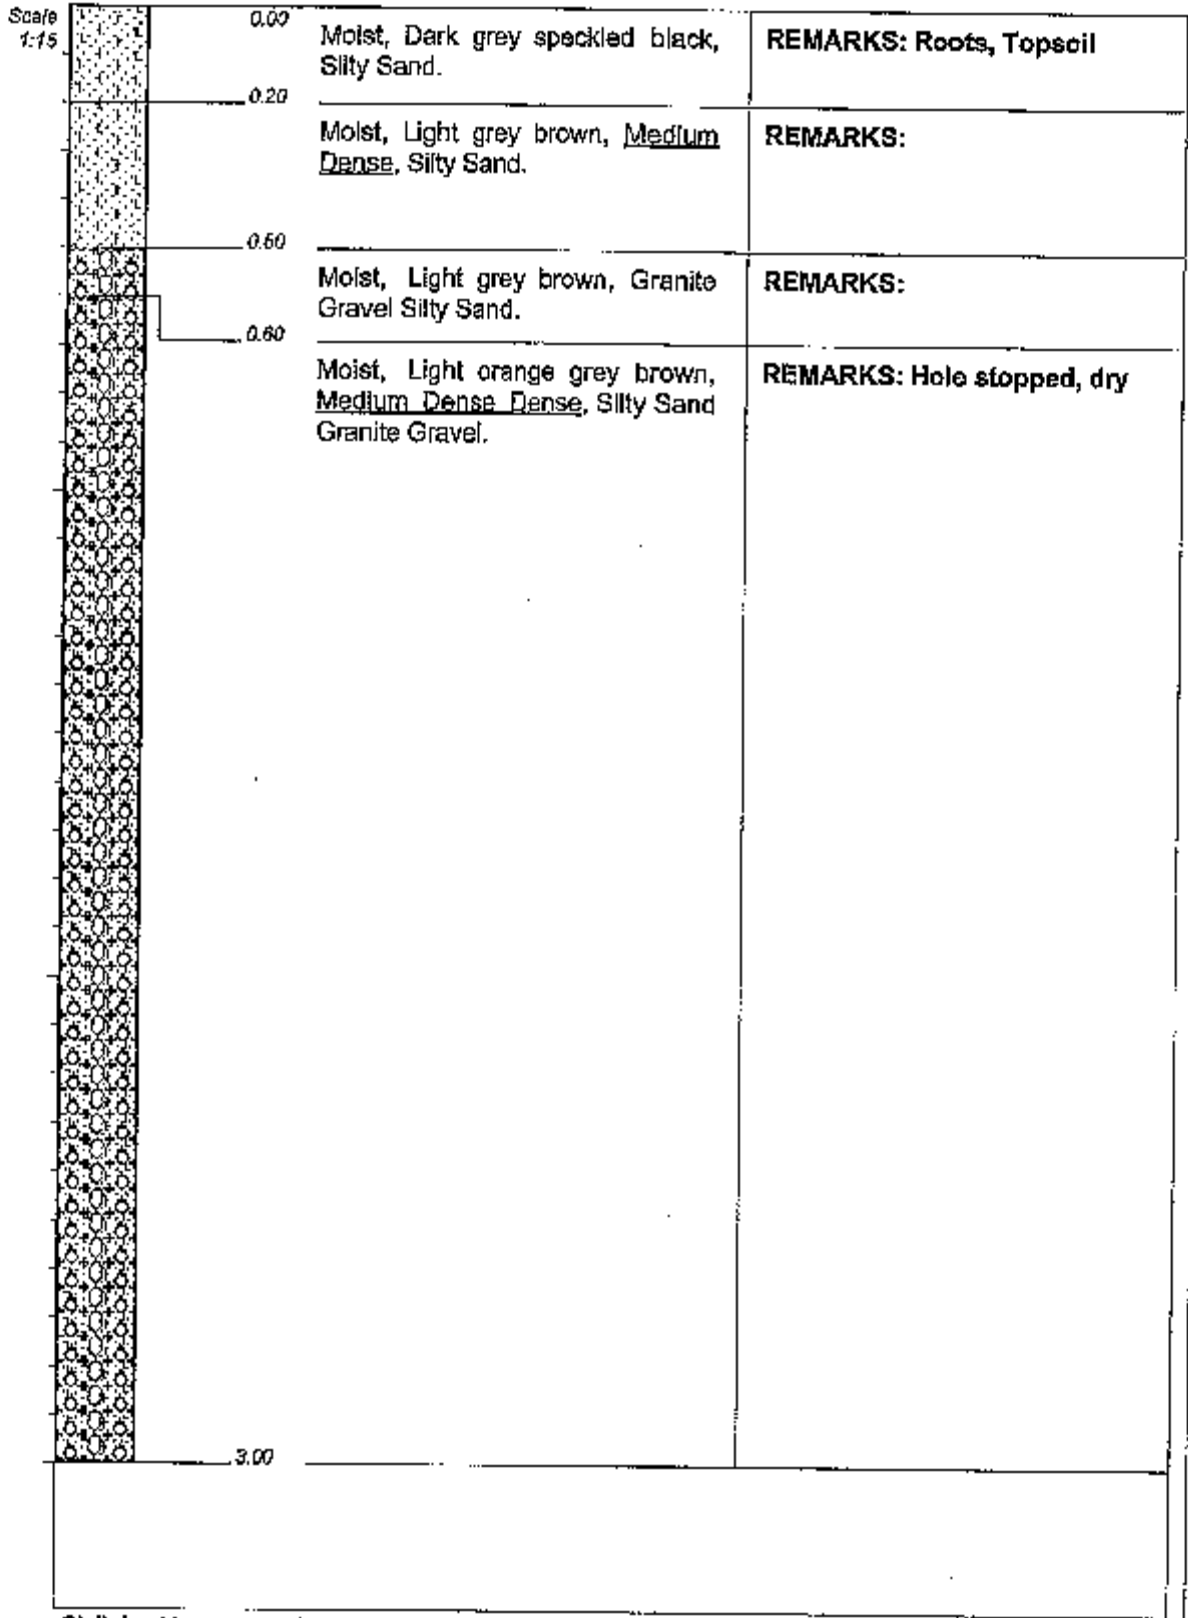 Scale
1:15
0.00
Moist, Dark grey speckled black,
Silty Sand.
REMARKS: Roots, Topsoil
0.20
Moist, Light grey brown, Medium
Dense, Silty Sand.
REMARKS:
0.50
Moist, Light grey brown, Granite
Gravel Silty Sand.
REMARKS:
0.60
Moist, Light orange grey brown,
Medium Dense Dense, Silty Sand
Granite Gravel.
REMARKS: Hole stopped, dry
3.00